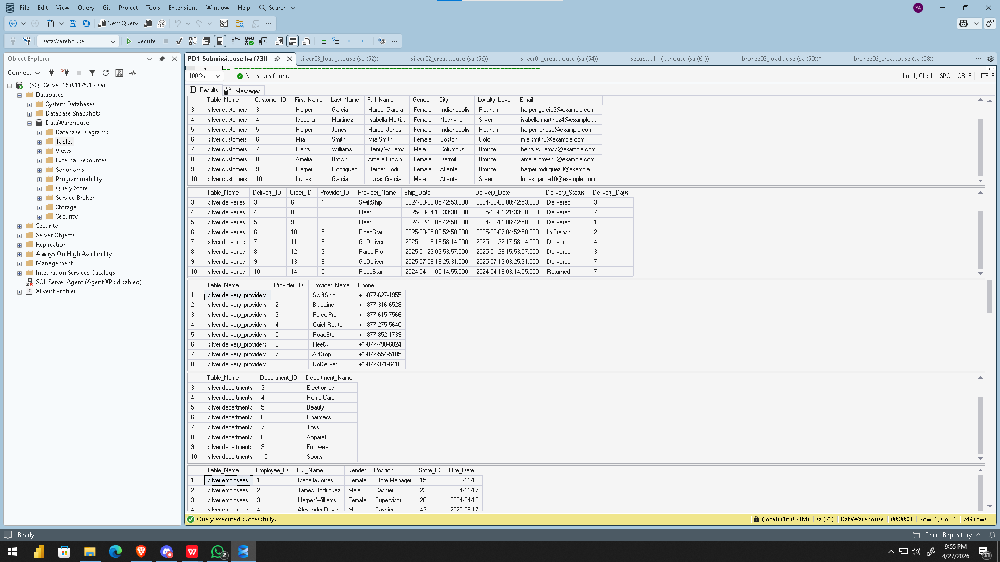 File Edit View Query Git Project Tools Extensions Window Help Search YA
New Query
DataWarehouse Execute
Object Explorer
Connect
. (SQL Server 16.0.1175.1 - sa)
Databases
System Databases
Database Snapshots
DataWarehouse
Database Diagrams
Tables
Views
External Resources
Synonyms
Programmability
Query Store
Service Broker
Storage
Security
Security
Server Objects
Replication
Always On High Availability
Management
Integration Services Catalogs
SQL Server Agent (Agent XPs disabled)
XEvent Profiler
PD1-Submissi...use (sa (73)) silver03_load_...ouse (sa (52)) silver02_creat...ouse (sa (56)) silver01_creat...ouse (sa (54)) setup.sql - (l...house (sa (61)) bronze03_load...use (sa (59))* bronze02_crea...ouse (sa (58))
100 % No issues found Ln: 1, Ch: 1 SPC CRLF UTF-8
Results Messages
Table_Name Customer_ID First_Name Last_Name Full_Name Gender City Loyalty_Level Email
3 silver.customers 3 Harper Garcia Harper Garcia Female Indianapolis Platinum harper.garcia3@example.com
4 silver.customers 4 Isabella Martinez Isabella Marti... Female Nashville Silver isabella.martinez4@example....
5 silver.customers 5 Harper Jones Harper Jones Female Indianapolis Platinum harper.jones5@example.com
6 silver.customers 6 Mia Smith Mia Smith Female Boston Gold mia.smith6@example.com
7 silver.customers 7 Henry Williams Henry Williams Male Columbus Bronze henry.williams7@example.com
8 silver.customers 8 Amelia Brown Amelia Brown Female Detroit Bronze amelia.brown8@example.com
9 silver.customers 9 Harper Rodriguez Harper Rodri... Female Atlanta Bronze harper.rodriguez9@example....
10 silver.customers 10 Lucas Garcia Lucas Garcia Male Atlanta Silver lucas.garcia10@example.com
Table_Name Delivery_ID Order_ID Provider_ID Provider_Name Ship_Date Delivery_Date Delivery_Status Delivery_Days
3 silver.deliveries 3 6 1 SwiftShip 2024-03-03 05:42:53.000 2024-03-06 08:42:53.000 Delivered 3
4 silver.deliveries 4 8 6 FleetX 2025-09-24 13:33:30.000 2025-10-01 21:33:30.000 Delivered 7
5 silver.deliveries 5 9 6 FleetX 2024-02-10 05:42:50.000 2024-02-11 06:42:50.000 Delivered 1
6 silver.deliveries 6 10 5 RoadStar 2025-08-05 02:52:50.000 2025-08-07 04:52:50.000 In Transit 2
7 silver.deliveries 7 11 8 GoDeliver 2025-11-18 16:58:14.000 2025-11-22 17:58:14.000 Delivered 4
8 silver.deliveries 8 12 3 ParcelPro 2025-01-23 03:53:57.000 2025-01-26 15:53:57.000 Delivered 3
9 silver.deliveries 9 13 8 GoDeliver 2025-07-06 16:25:31.000 2025-07-13 03:25:31.000 Delivered 7
10 silver.deliveries 10 14 5 RoadStar 2024-04-11 00:14:55.000 2024-04-18 03:14:55.000 Returned 7
Table_Name Provider_ID Provider_Name Phone
1 silver.delivery_providers 1 SwiftShip +1-877-627-1955
2 silver.delivery_providers 2 BlueLine +1-877-316-6528
3 silver.delivery_providers 3 ParcelPro +1-877-615-7566
4 silver.delivery_providers 4 QuickRoute +1-877-275-5640
5 silver.delivery_providers 5 RoadStar +1-877-852-1739
6 silver.delivery_providers 6 FleetX +1-877-790-6824
7 silver.delivery_providers 7 AirDrop +1-877-554-5185
8 silver.delivery_providers 8 GoDeliver +1-877-371-6418
Table_Name Department_ID Department_Name
3 silver.departments 3 Electronics
4 silver.departments 4 Home Care
5 silver.departments 5 Beauty
6 silver.departments 6 Pharmacy
7 silver.departments 7 Toys
8 silver.departments 8 Apparel
9 silver.departments 9 Footwear
10 silver.departments 10 Sports
Table_Name Employee_ID Full_Name Gender Position Store_ID Hire_Date
1 silver.employees 1 Isabella Jones Female Store Manager 15 2020-11-19
2 silver.employees 2 James Rodriguez Male Cashier 23 2024-11-17
3 silver.employees 3 Harper Williams Female Supervisor 26 2024-04-10
4 silver.employees 4 Alexander Davis Male Cashier 42 2020-08-17
Query executed successfully. (local) (16.0 RTM) sa (73) DataWarehouse 00:00:03 Row: 1, Col: 1 749 rows
Ready Select Repository
2 9:55 PM
4/27/2026 31